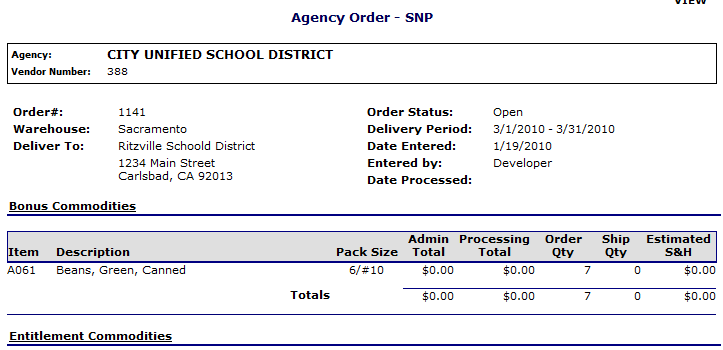 VIEW
Agency Order - SNP
Agency: CITY UNIFIED SCHOOL DISTRICT
Vendor Number: 388
Order#: 1141 Order Status: Open
Warehouse: Sacramento Delivery Period: 3/1/2010 - 3/31/2010
Deliver To: Ritzville Schoold District Date Entered: 1/19/2010
1234 Main Street Entered by: Developer
Carlsbad, CA 92013 Date Processed:
Bonus Commodities
Admin Processing Order Ship Estimated
Item Description Pack Size Total Total Qty Qty S&H
A061 Beans, Green, Canned 6/#10 $0.00 $0.00 7 0 $0.00
Totals $0.00 $0.00 7 0 $0.00
Entitlement Commodities